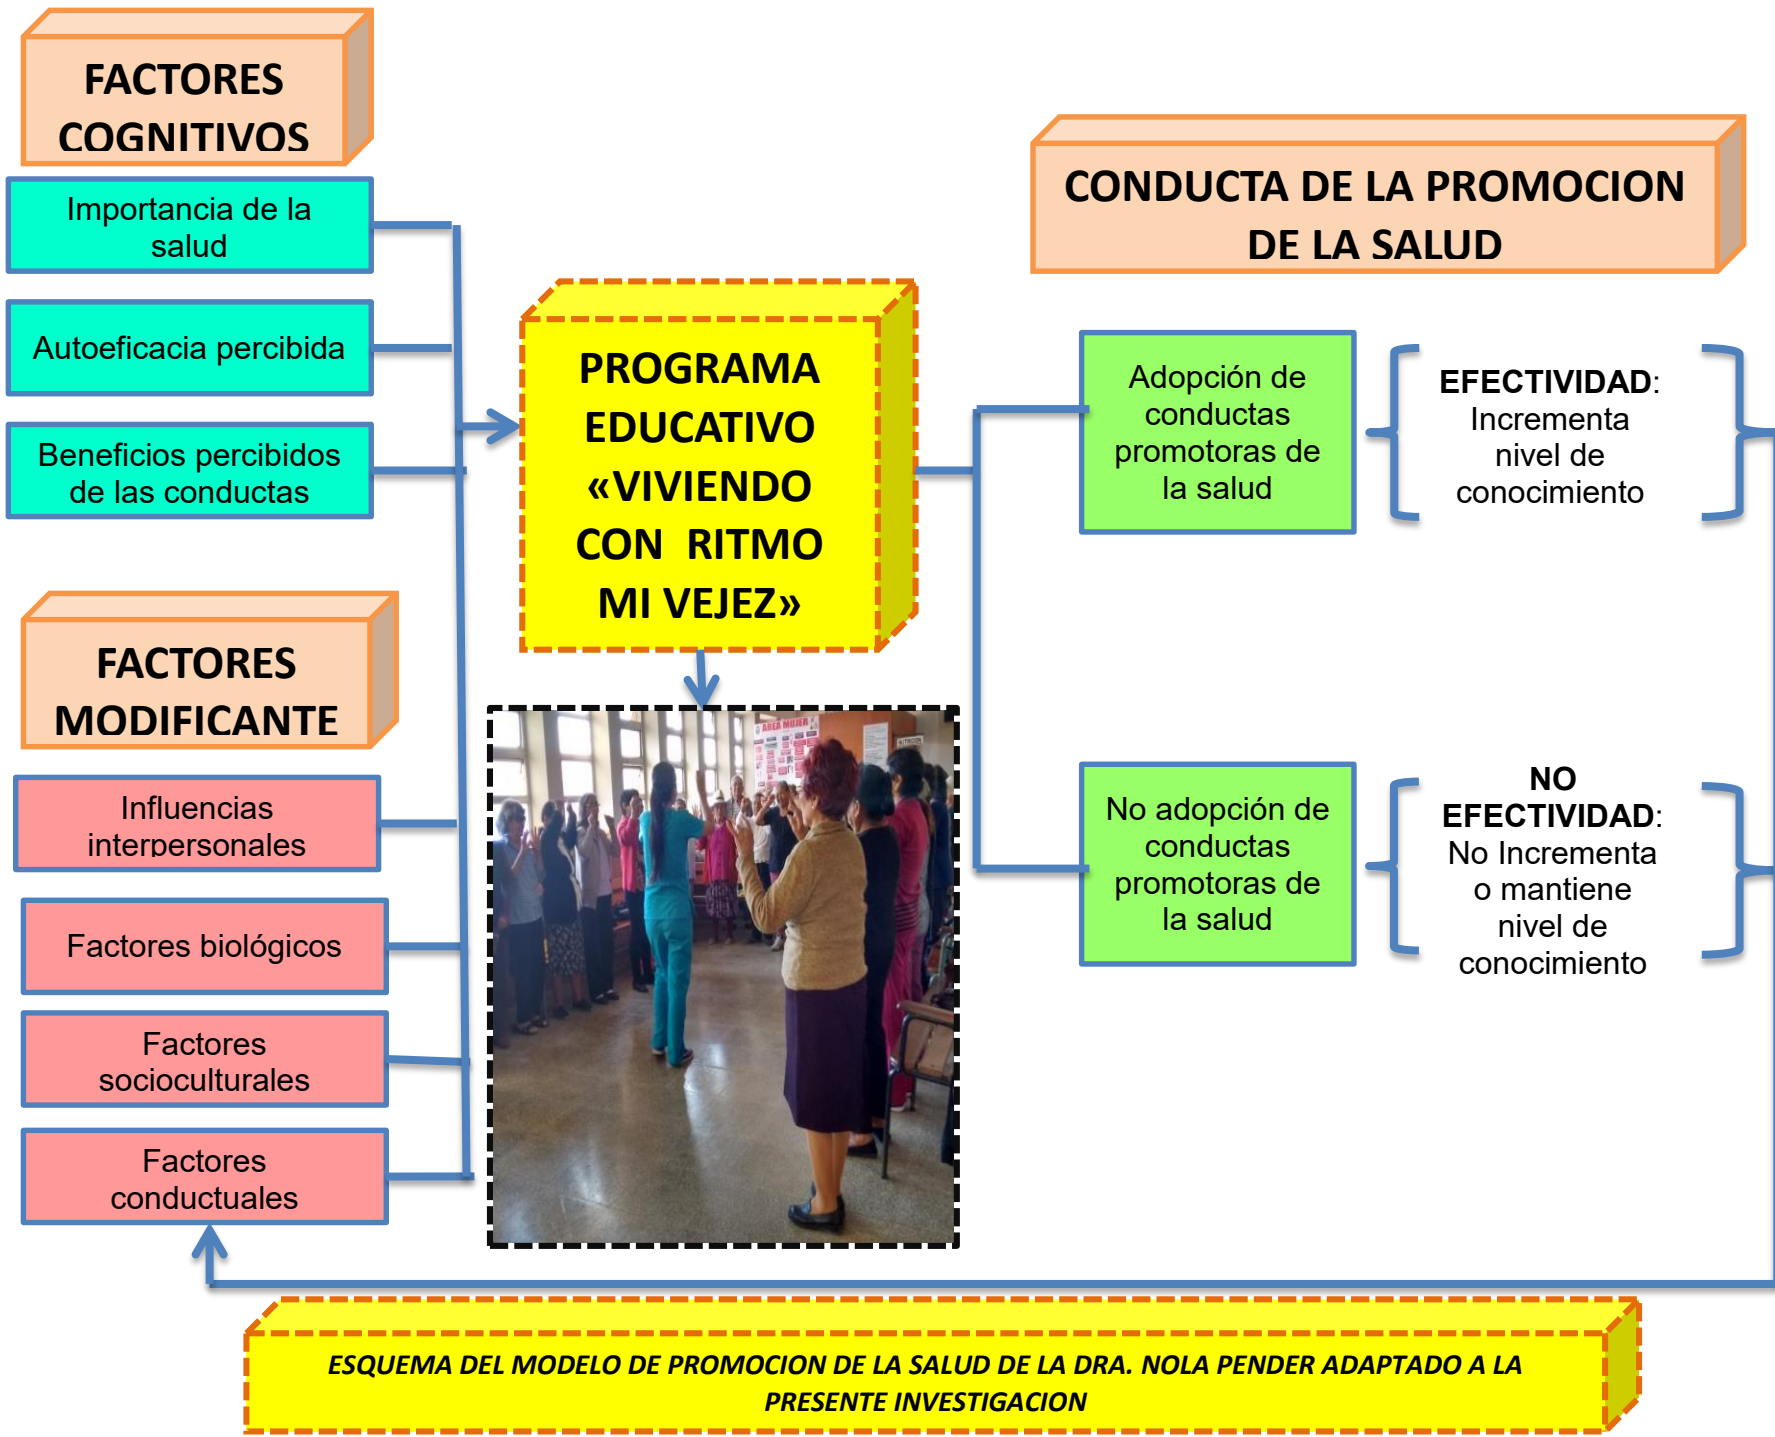 FACTORES
COGNITIVOS
Importancia de la
salud
Autoeficacia percibida
Beneficios percibidos
de las conductas
FACTORES
MODIFICANTE
Influencias
interpersonales
Factores biológicos
Factores
socioculturales
Factores
conductuales
PROGRAMA
EDUCATIVO
«VIVIENDO
CON RITMO
MI VEJEZ»
AREA MUJER
CONDUCTA DE LA PROMOCION
DE LA SALUD
Adopción de
conductas
promotoras de
la salud
EFECTIVIDAD:
Incrementa
nivel de
conocimiento
No adopción de
conductas
promotoras de
la salud
NO
EFECTIVIDAD:
No Incrementa
o mantiene
nivel de
conocimiento
ESQUEMA DEL MODELO DE PROMOCION DE LA SALUD DE LA DRA. NOLA PENDER ADAPTADO A LA
PRESENTE INVESTIGACION